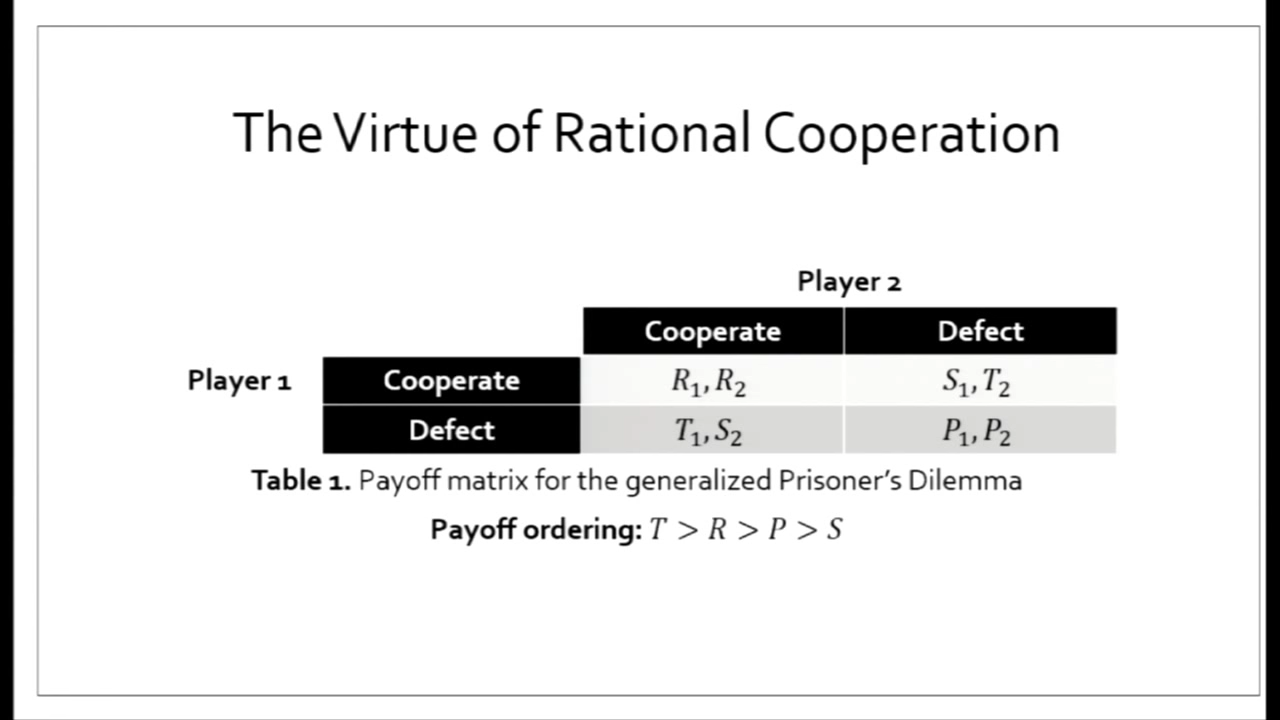 The Virtue of Rational Cooperation
Player 2
Cooperate Defect
Player 1 Cooperate R₁, R₂ S₁, T₂
Defect T₁, S₂ P₁, P₂
Table 1. Payoff matrix for the generalized Prisoner’s Dilemma
Payoff ordering: T > R > P > S